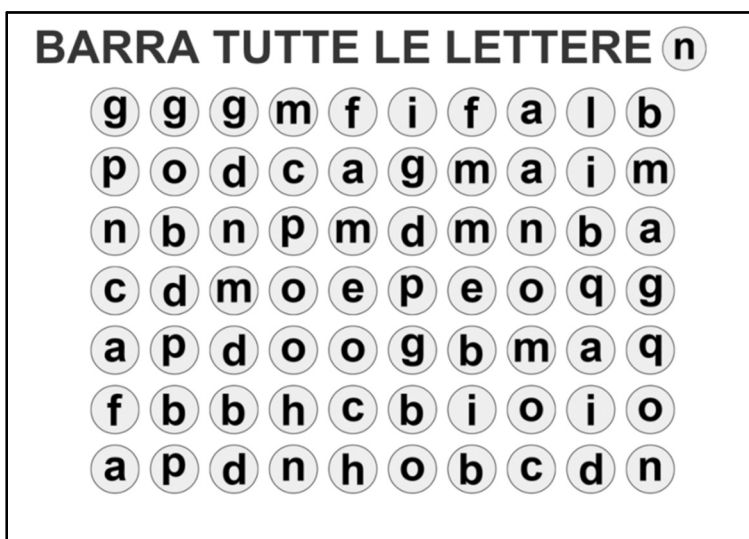 BARRA TUTTE LE LETTERE n
g g g m f i f a l b
p o d c a g m a i m
n b n p m d m n b a
c d m o e p e o q g
a p d o o g b m a q
f b b h c b i o i o
a p d n h o b c d n